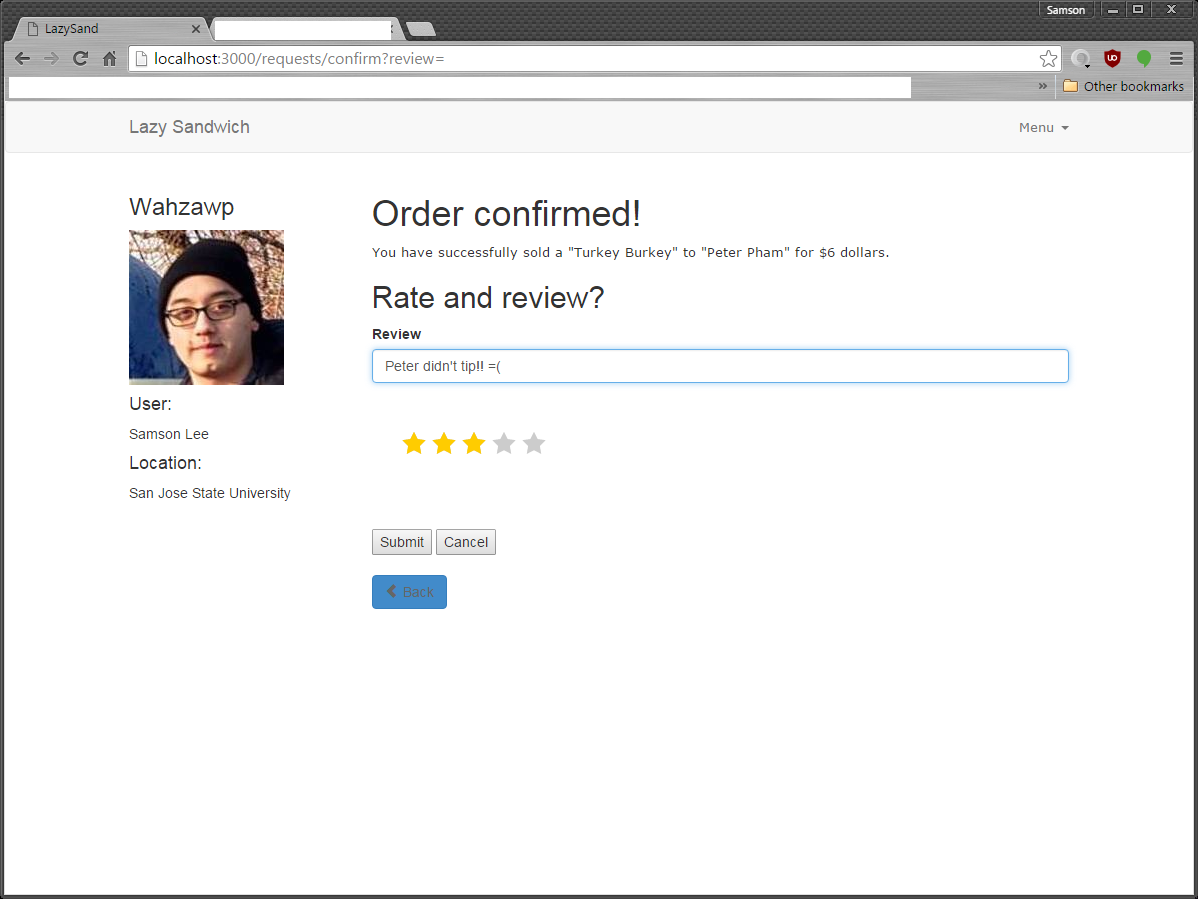 Samson
LazySand
localhost:3000/requests/confirm?review=
Other bookmarks
Lazy Sandwich
Menu
Wahzawp
User:
Samson Lee
Location:
San Jose State University
Order confirmed!
You have successfully sold a "Turkey Burkey" to "Peter Pham" for $6 dollars.
Rate and review?
Review
Peter didn't tip!! =(
Submit Cancel
Back